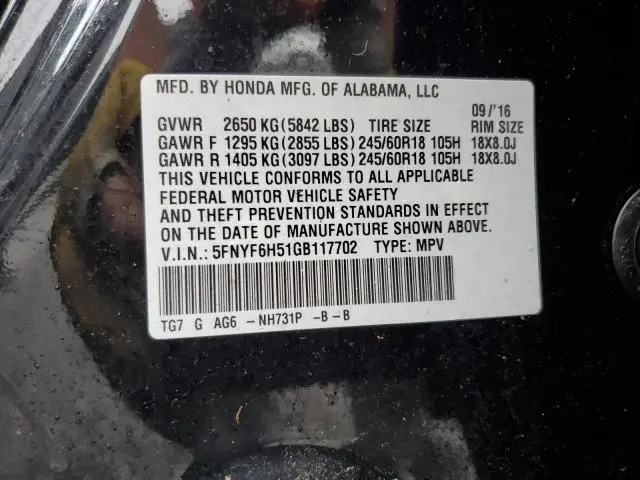 MFD. BY HONDA MFG. OF ALABAMA, LLC
09/'16
GVWR 2650 KG(5842 LBS) TIRE SIZE RIM SIZE
GAWR F 1295 KG(2855 LBS) 245/60R18 105H 18X8.0J
GAWR R 1405 KG(3097 LBS) 245/60R18 105H 18X8.0J
THIS VEHICLE CONFORMS TO ALL APPLICABLE
FEDERAL MOTOR VEHICLE SAFETY
AND THEFT PREVENTION STANDARDS IN EFFECT
ON THE DATE OF MANUFACTURE SHOWN ABOVE.
V.I.N.: 5FNYF6H51GB117702 TYPE: MPV
TG7 G AG6 -NH731P -B-B